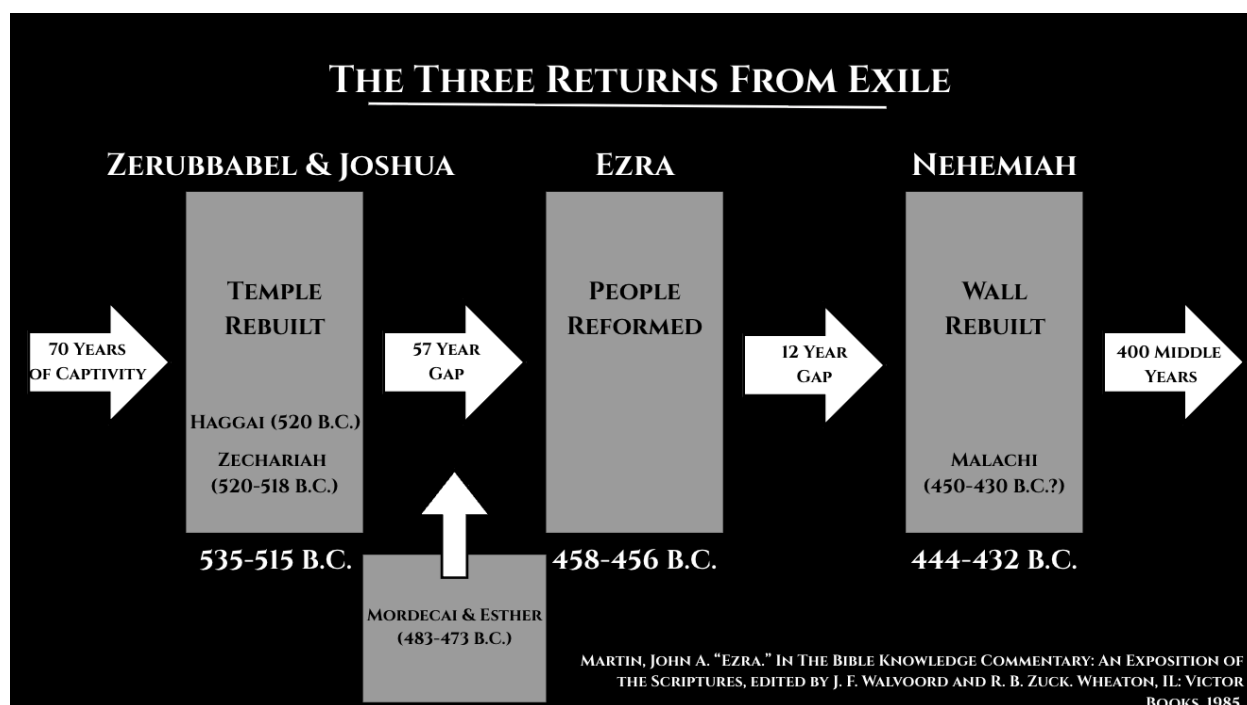 The Three Returns From Exile
Zerubbabel & Joshua
Ezra
Nehemiah
Temple
Rebuilt
People
Reformed
Wall
Rebuilt
70 Years
of Captivity
57 Year
Gap
12 Year
Gap
400 Middle
Years
Haggai (520 B.C.)
Zechariah
(520-518 B.C.)
Malachi
(450-430 B.C.?)
535-515 B.C.
458-456 B.C.
444-432 B.C.
Mordecai & Esther
(483-473 B.C.)
Martin, John A. “Ezra.” In The Bible Knowledge Commentary: An Exposition of
the Scriptures, edited by J. F. Walvoord and R. B. Zuck. Wheaton, IL: Victor
Books, 1985.